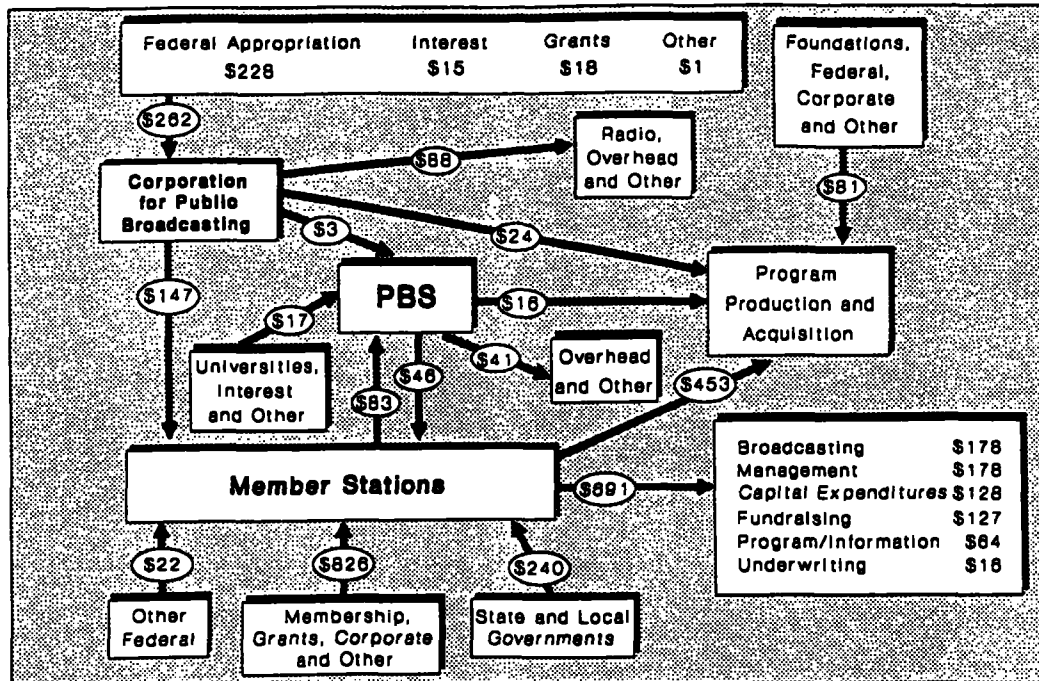 Federal Appropriation Interest Grants Other
$228 $15 $18 $1
Foundations,
Federal,
Corporate
and Other
$262
Radio,
Overhead
and Other
$88
Corporation
for Public
Broadcasting
$81
$3
$24
Program
Production and
Acquisition
$147
PBS
$16
$17
Universities,
Interest
and Other
$83
$46
$41
Overhead
and Other
$453
Member Stations
$691
Broadcasting $178
Management $178
Capital Expenditures $128
Fundraising $127
Program/Information $64
Underwriting $16
$22
$826
$240
Other
Federal
Membership,
Grants, Corporate
and Other
State and Local
Governments